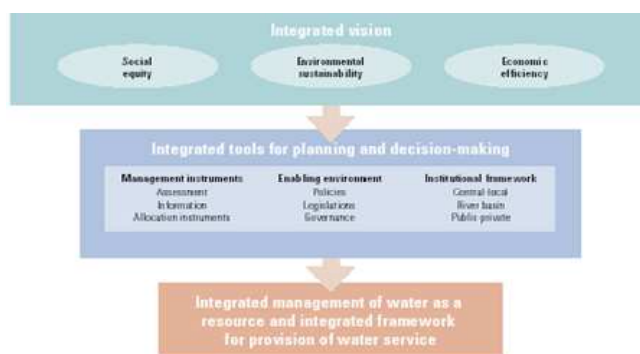 Integrated vision
Social
equity
Environmental
sustainability
Economic
efficiency
Integrated tools for planning and decision-making
Management instruments
Assessment
Information
Allocation instruments
Enabling environment
Policies
Legislations
Governance
Institutional framework
Central-local
River basin
Public private
Integrated management of water as a
resource and integrated framework
for provision of water service